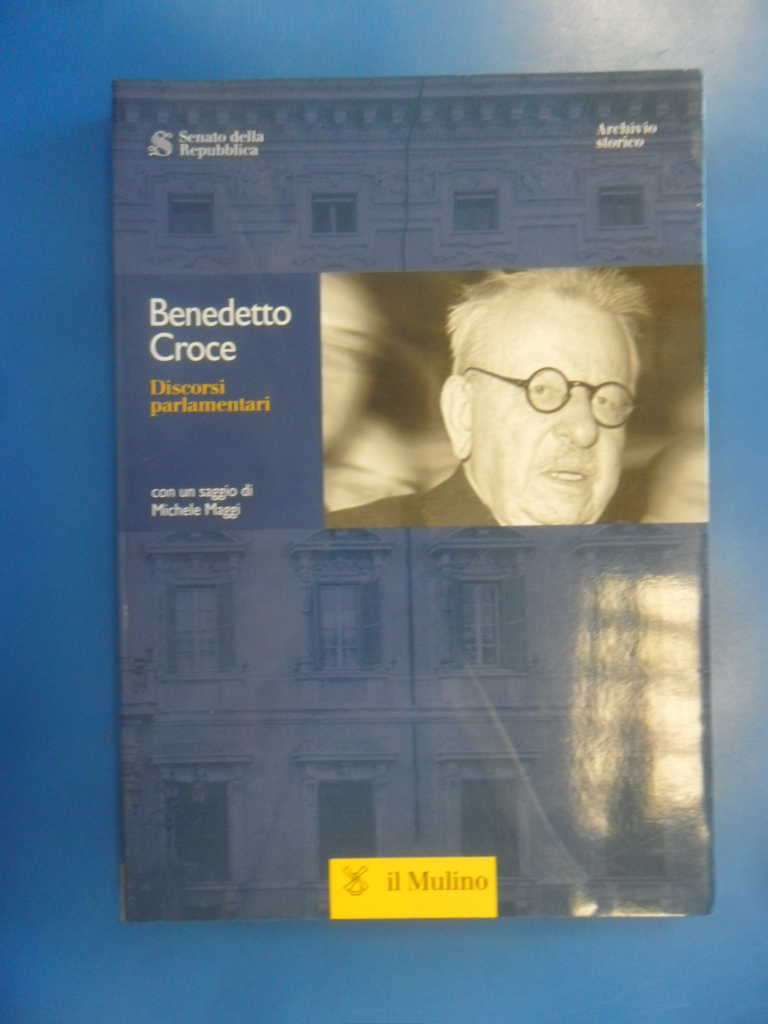 Senato della
Repubblica
Archivio
storico
Benedetto
Croce
Discorsi
parlamentari
con un saggio di
Michele Maggi
il Mulino